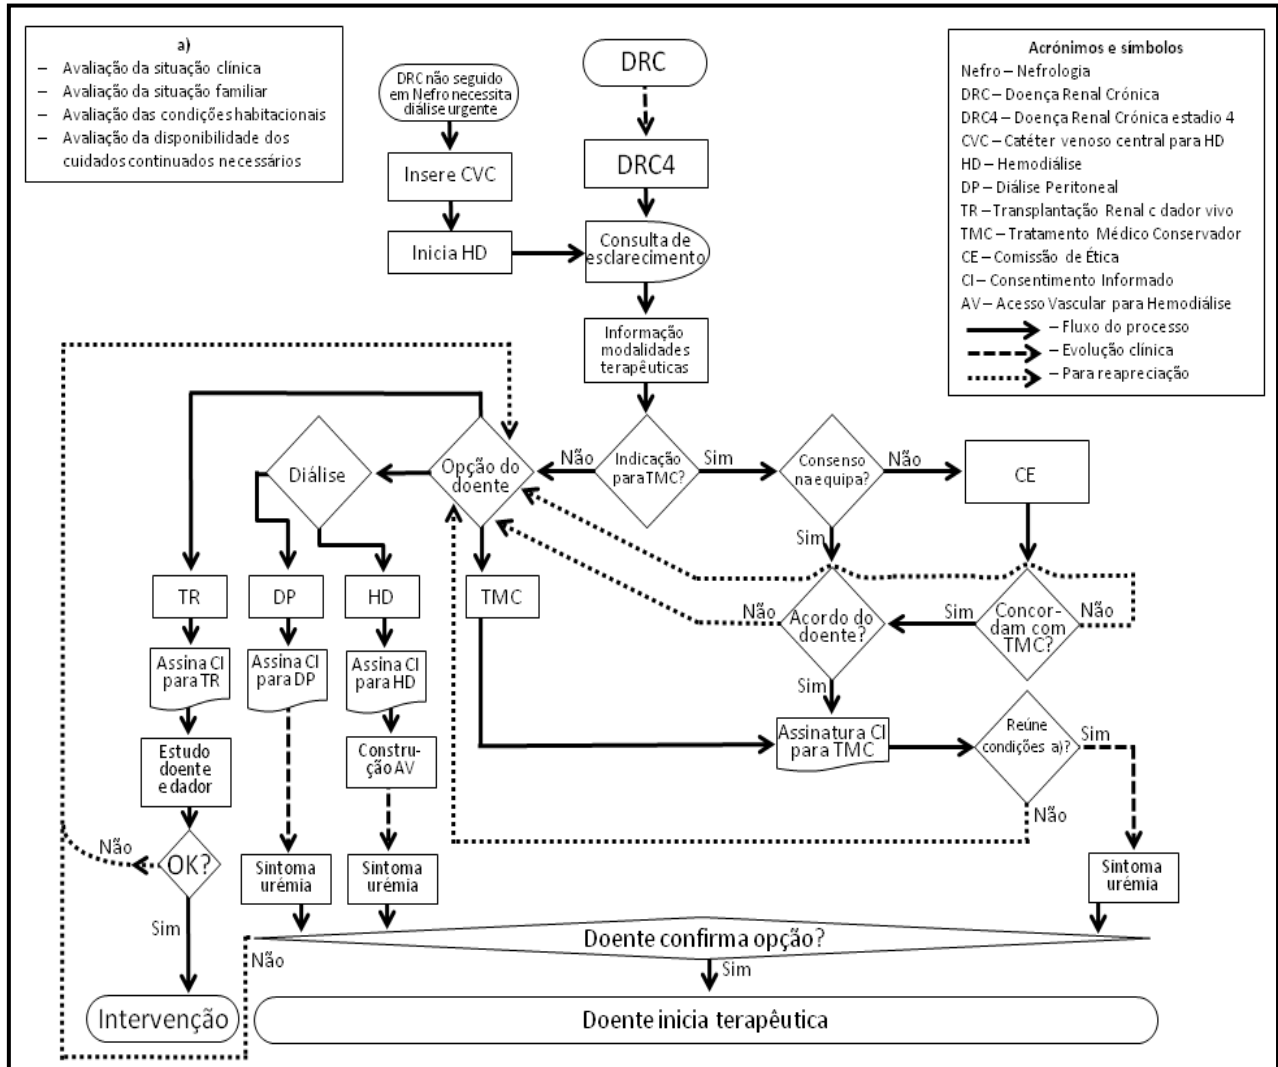 a)
– Avaliação da situação clínica
– Avaliação da situação familiar
– Avaliação das condições habitacionais
– Avaliação da disponibilidade dos
cuidados continuados necessários
DRC não seguido
em Nefro necessita
diálise urgente
Insere CVC
Inicia HD
DRC
DRC4
Consulta de
esclarecimento
Informação
modalidades
terapêuticas
Acrónimos e símbolos
Nefro – Nefrologia
DRC – Doença Renal Crónica
DRC4 – Doença Renal Crónica estadio 4
CVC – Catéter venoso central para HD
HD – Hemodiálise
DP – Diálise Peritoneal
TR – Transplantação Renal c dador vivo
TMC – Tratamento Médico Conservador
CE – Comissão de Ética
CI – Consentimento Informado
AV – Acesso Vascular para Hemodiálise
– Fluxo do processo
– Evolução clínica
– Para reapreciação
Diálise
Opção do
doente
Não
Indicação
para TMC?
Sim
Consenso
na equipa?
Não
CE
Sim
TR
DP
HD
TMC
Não
Acordo do
doente?
Sim
Concor-
dam com
TMC?
Não
Assina CI
para TR
Assina CI
para DP
Assina CI
para HD
Sim
Assinatura CI
para TMC
Reúne
condições a)?
Sim
Estudo
doente
e dador
Constru-
ção AV
Não
Não
OK?
Sintoma
urémia
Sintoma
urémia
Sintoma
urémia
Sim
Doente confirma opção?
Não
Sim
Intervenção
Doente inicia terapêutica